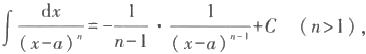 ∫ dx/(x-a)^n = -1/(n-1) · 1/(x-a)^(n-1) + C (n>1),